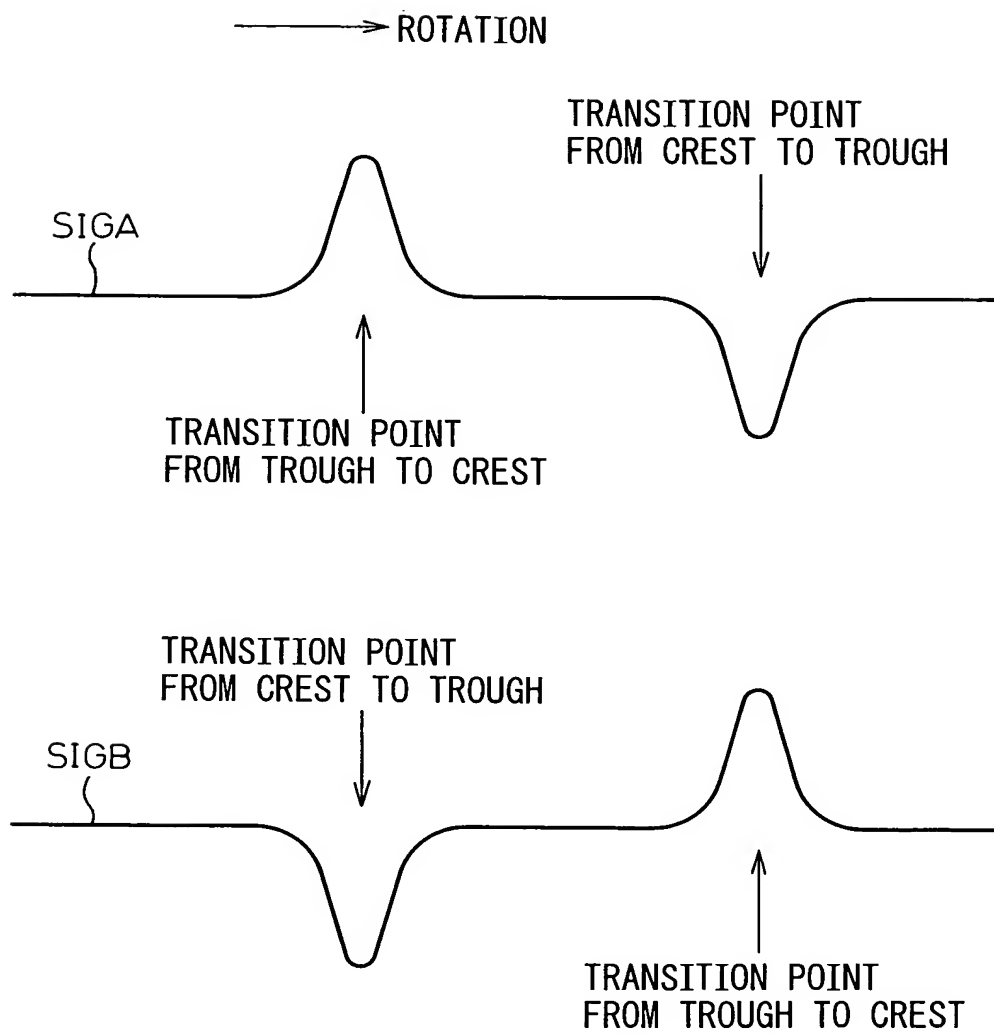 ROTATION
TRANSITION POINT
FROM CREST TO TROUGH
SIGA
TRANSITION POINT
FROM TROUGH TO CREST
TRANSITION POINT
FROM CREST TO TROUGH
SIGB
TRANSITION POINT
FROM TROUGH TO CREST